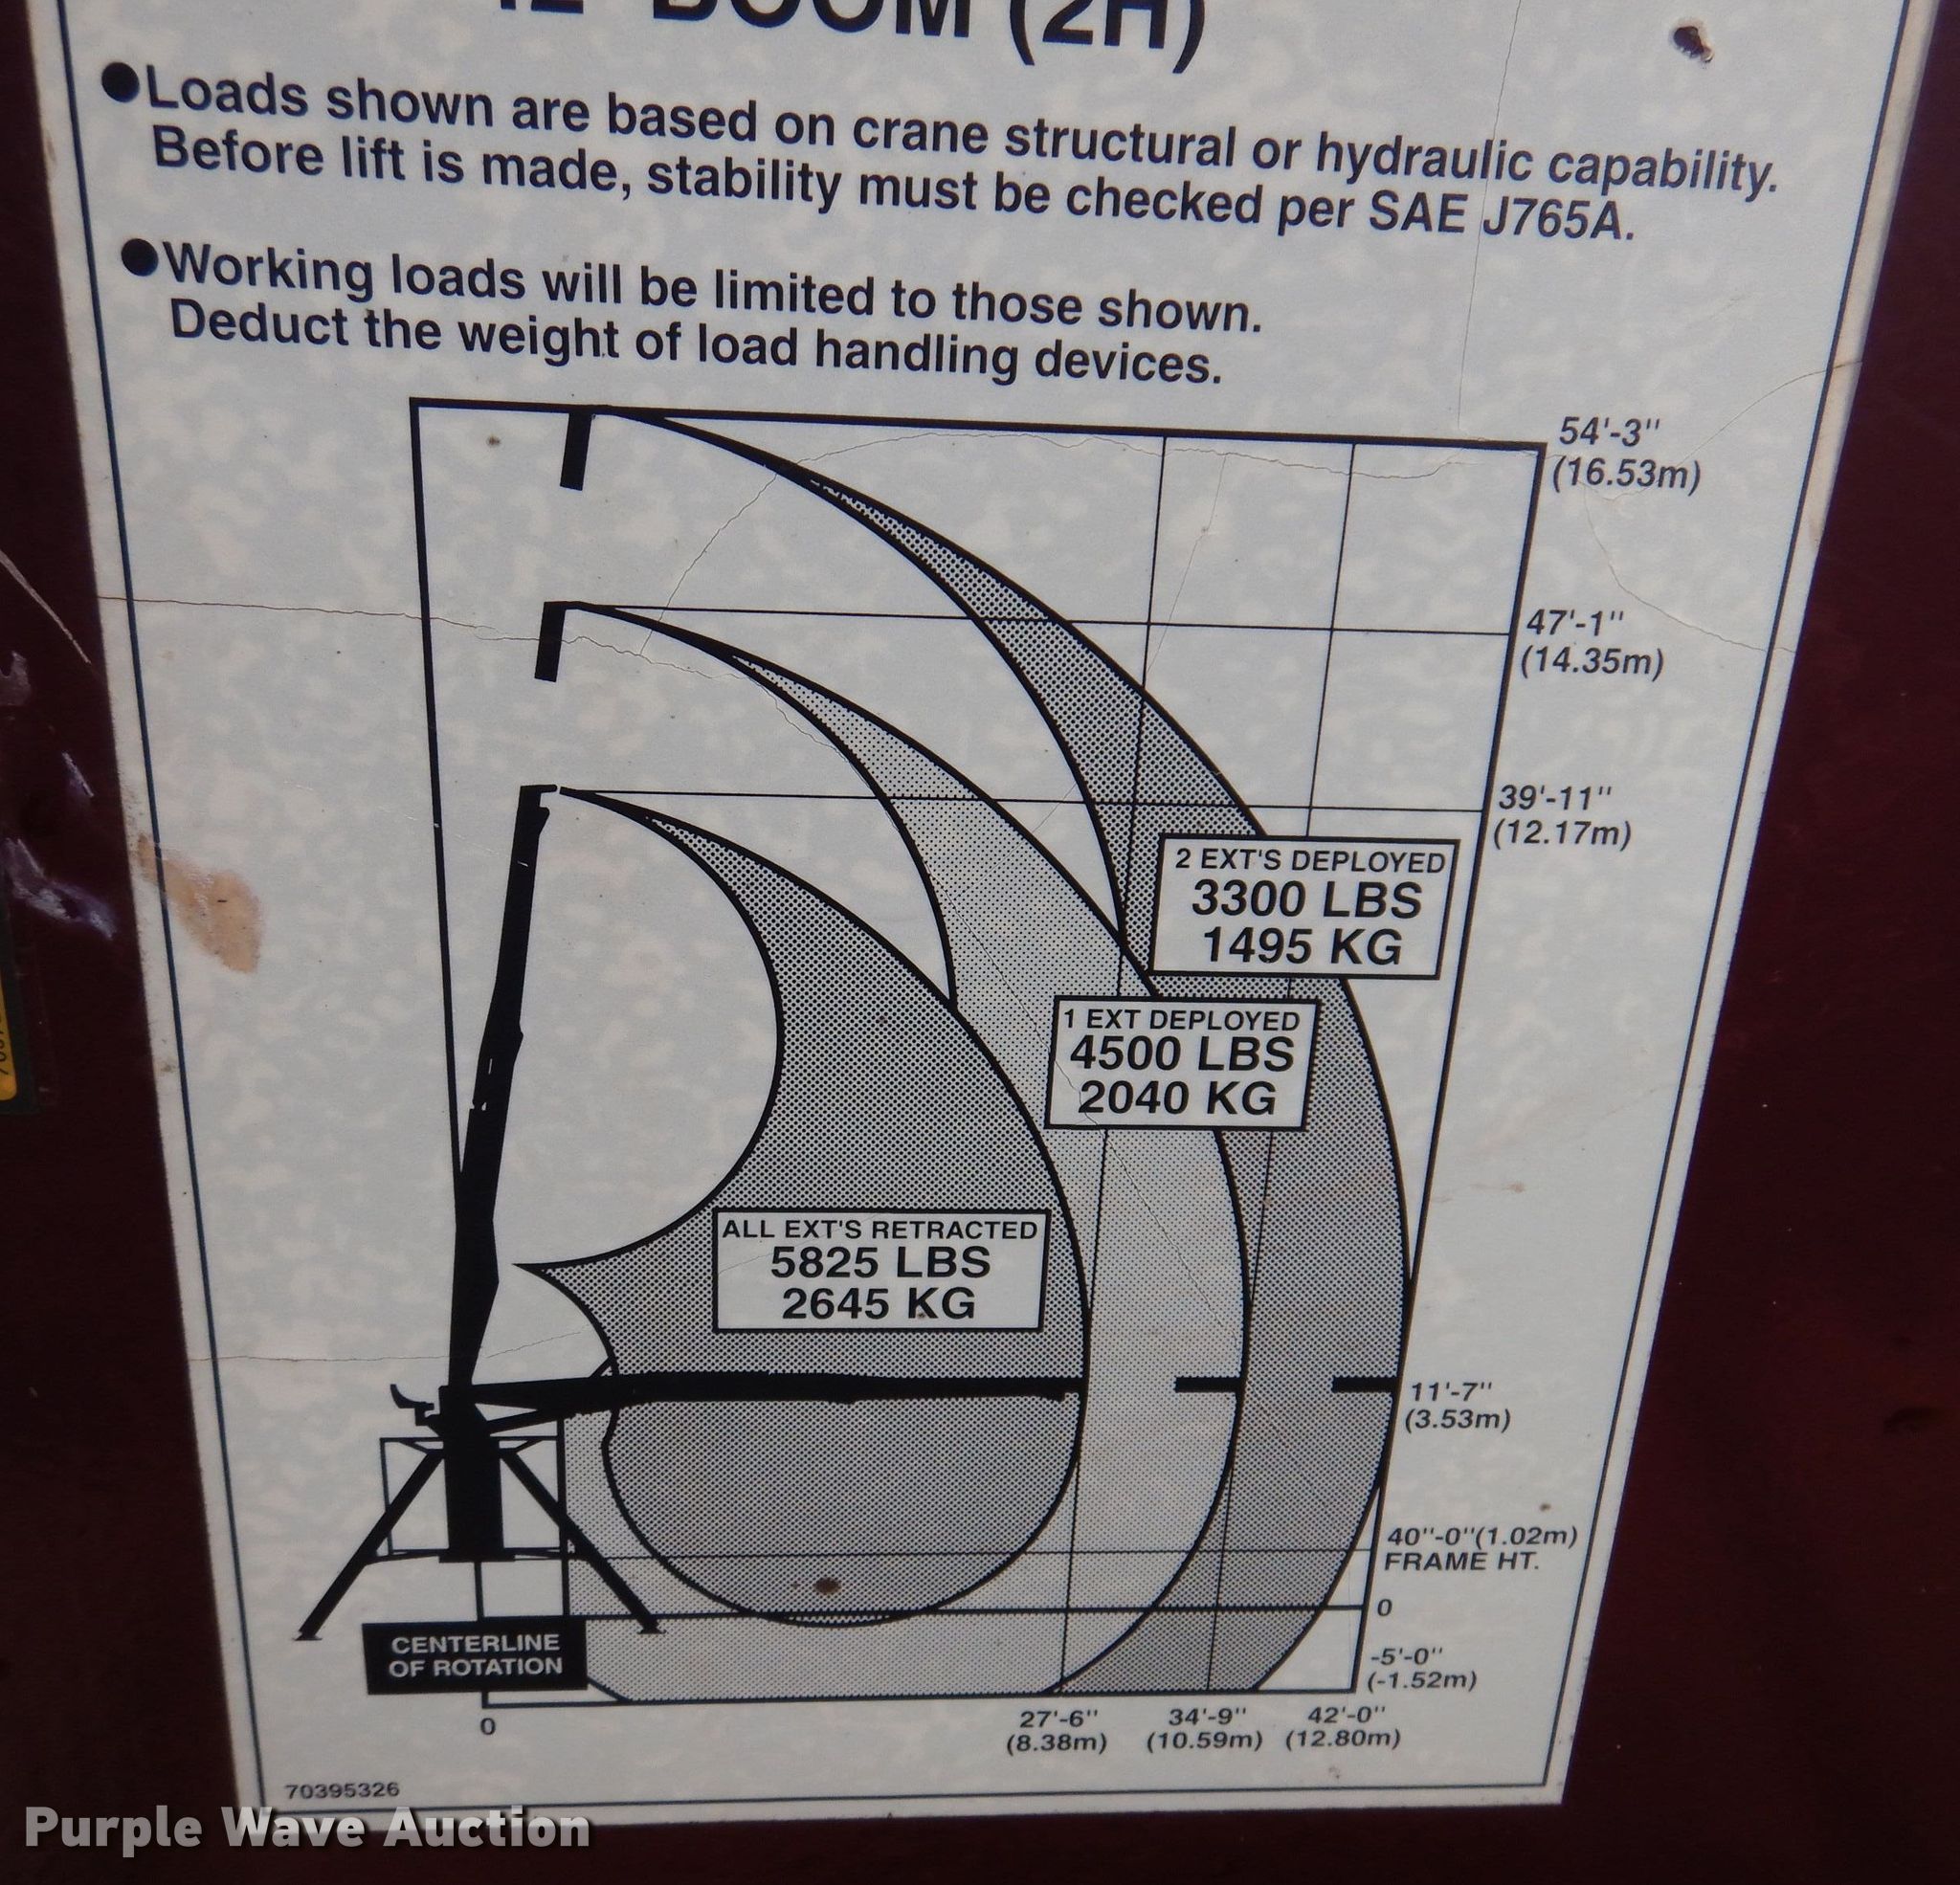 BOOM (2H)
●Loads shown are based on crane structural or hydraulic capability.
Before lift is made, stability must be checked per SAE J765A.
●Working loads will be limited to those shown.
Deduct the weight of load handling devices.
54'-3"
(16.53m)
47'-1"
(14.35m)
39'-11"
(12.17m)
2 EXT'S DEPLOYED
3300 LBS
1495 KG
1 EXT DEPLOYED
4500 LBS
2040 KG
ALL EXT'S RETRACTED
5825 LBS
2645 KG
11'-7"
(3.53m)
40"-0"(1.02m)
FRAME HT.
0
-5'-0"
(-1.52m)
CENTERLINE
OF ROTATION
0
27'-6"
(8.38m)
34'-9"
(10.59m)
42'-0"
(12.80m)
70395326
Purple Wave Auction